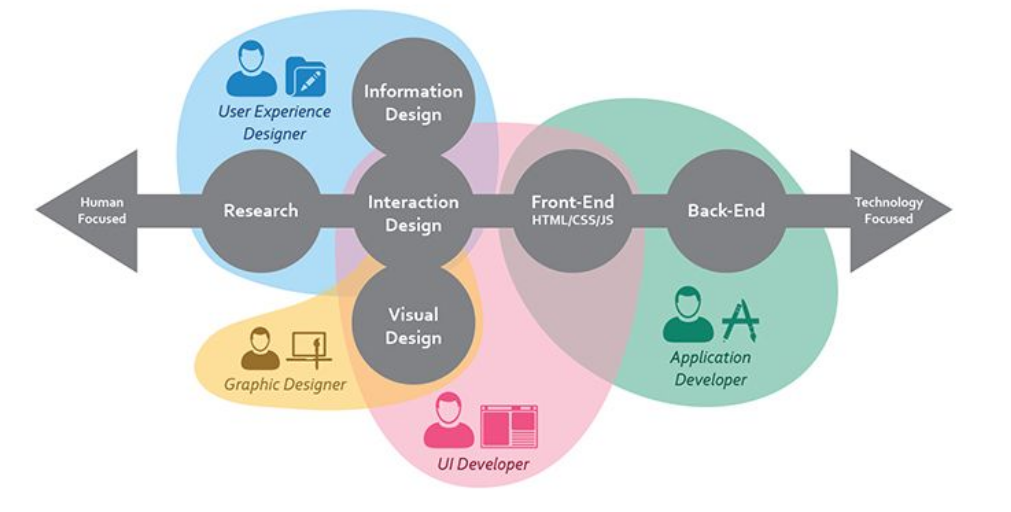 User Experience
Designer
Information
Design
Human
Focused
Research
Interaction
Design
Front-End
HTML/CSS/JS
Back-End
Technology
Focused
Visual
Design
Graphic Designer
Application
Developer
UI Developer